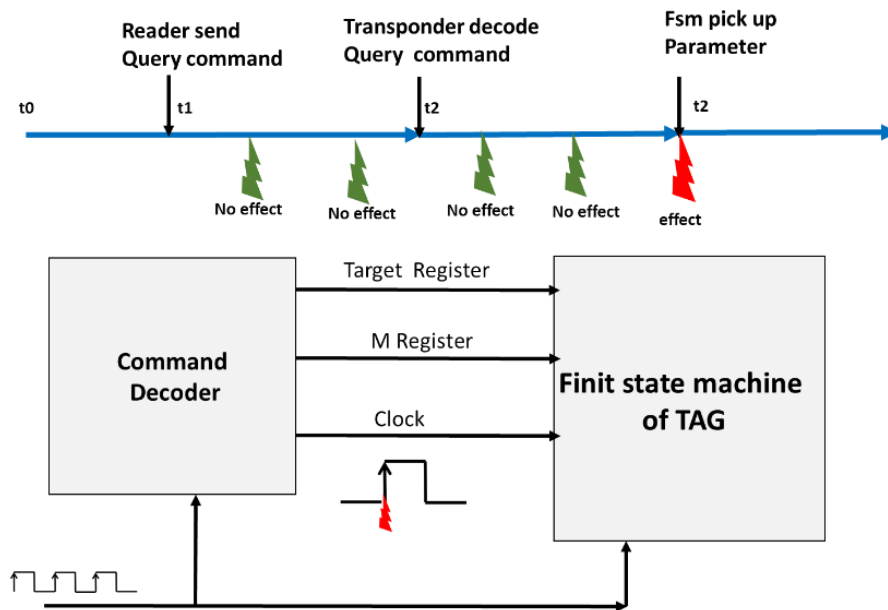 Reader send
Query command
Transponder decode
Query command
Fsm pick up
Parameter
t0
t1
t2
t2
No effect
No effect
No effect
No effect
effect
Target Register
M Register
Clock
Command
Decoder
Finit state machine
of TAG